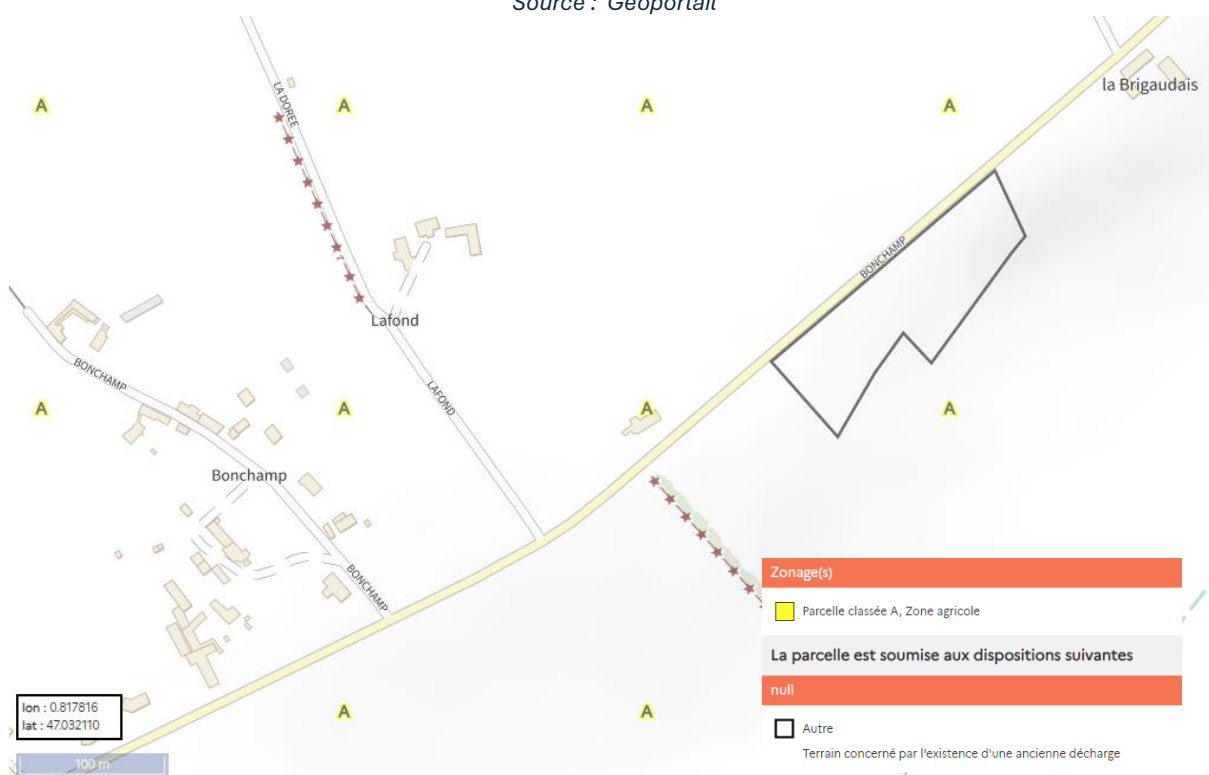 Source : Géoportail
A A A A
la Brigaudais
LA DOREE
BONCHAMP
Lafond
BONCHAMP
LAFOND
A A A A
Bonchamp
BONCHAMP
Zonage(s)
Parcelle classée A, Zone agricole
La parcelle est soumise aux dispositions suivantes
null
lon : 0.817816
lat : 47.032110
A A
Autre
Terrain concerné par l'existence d'une ancienne décharge
100 m